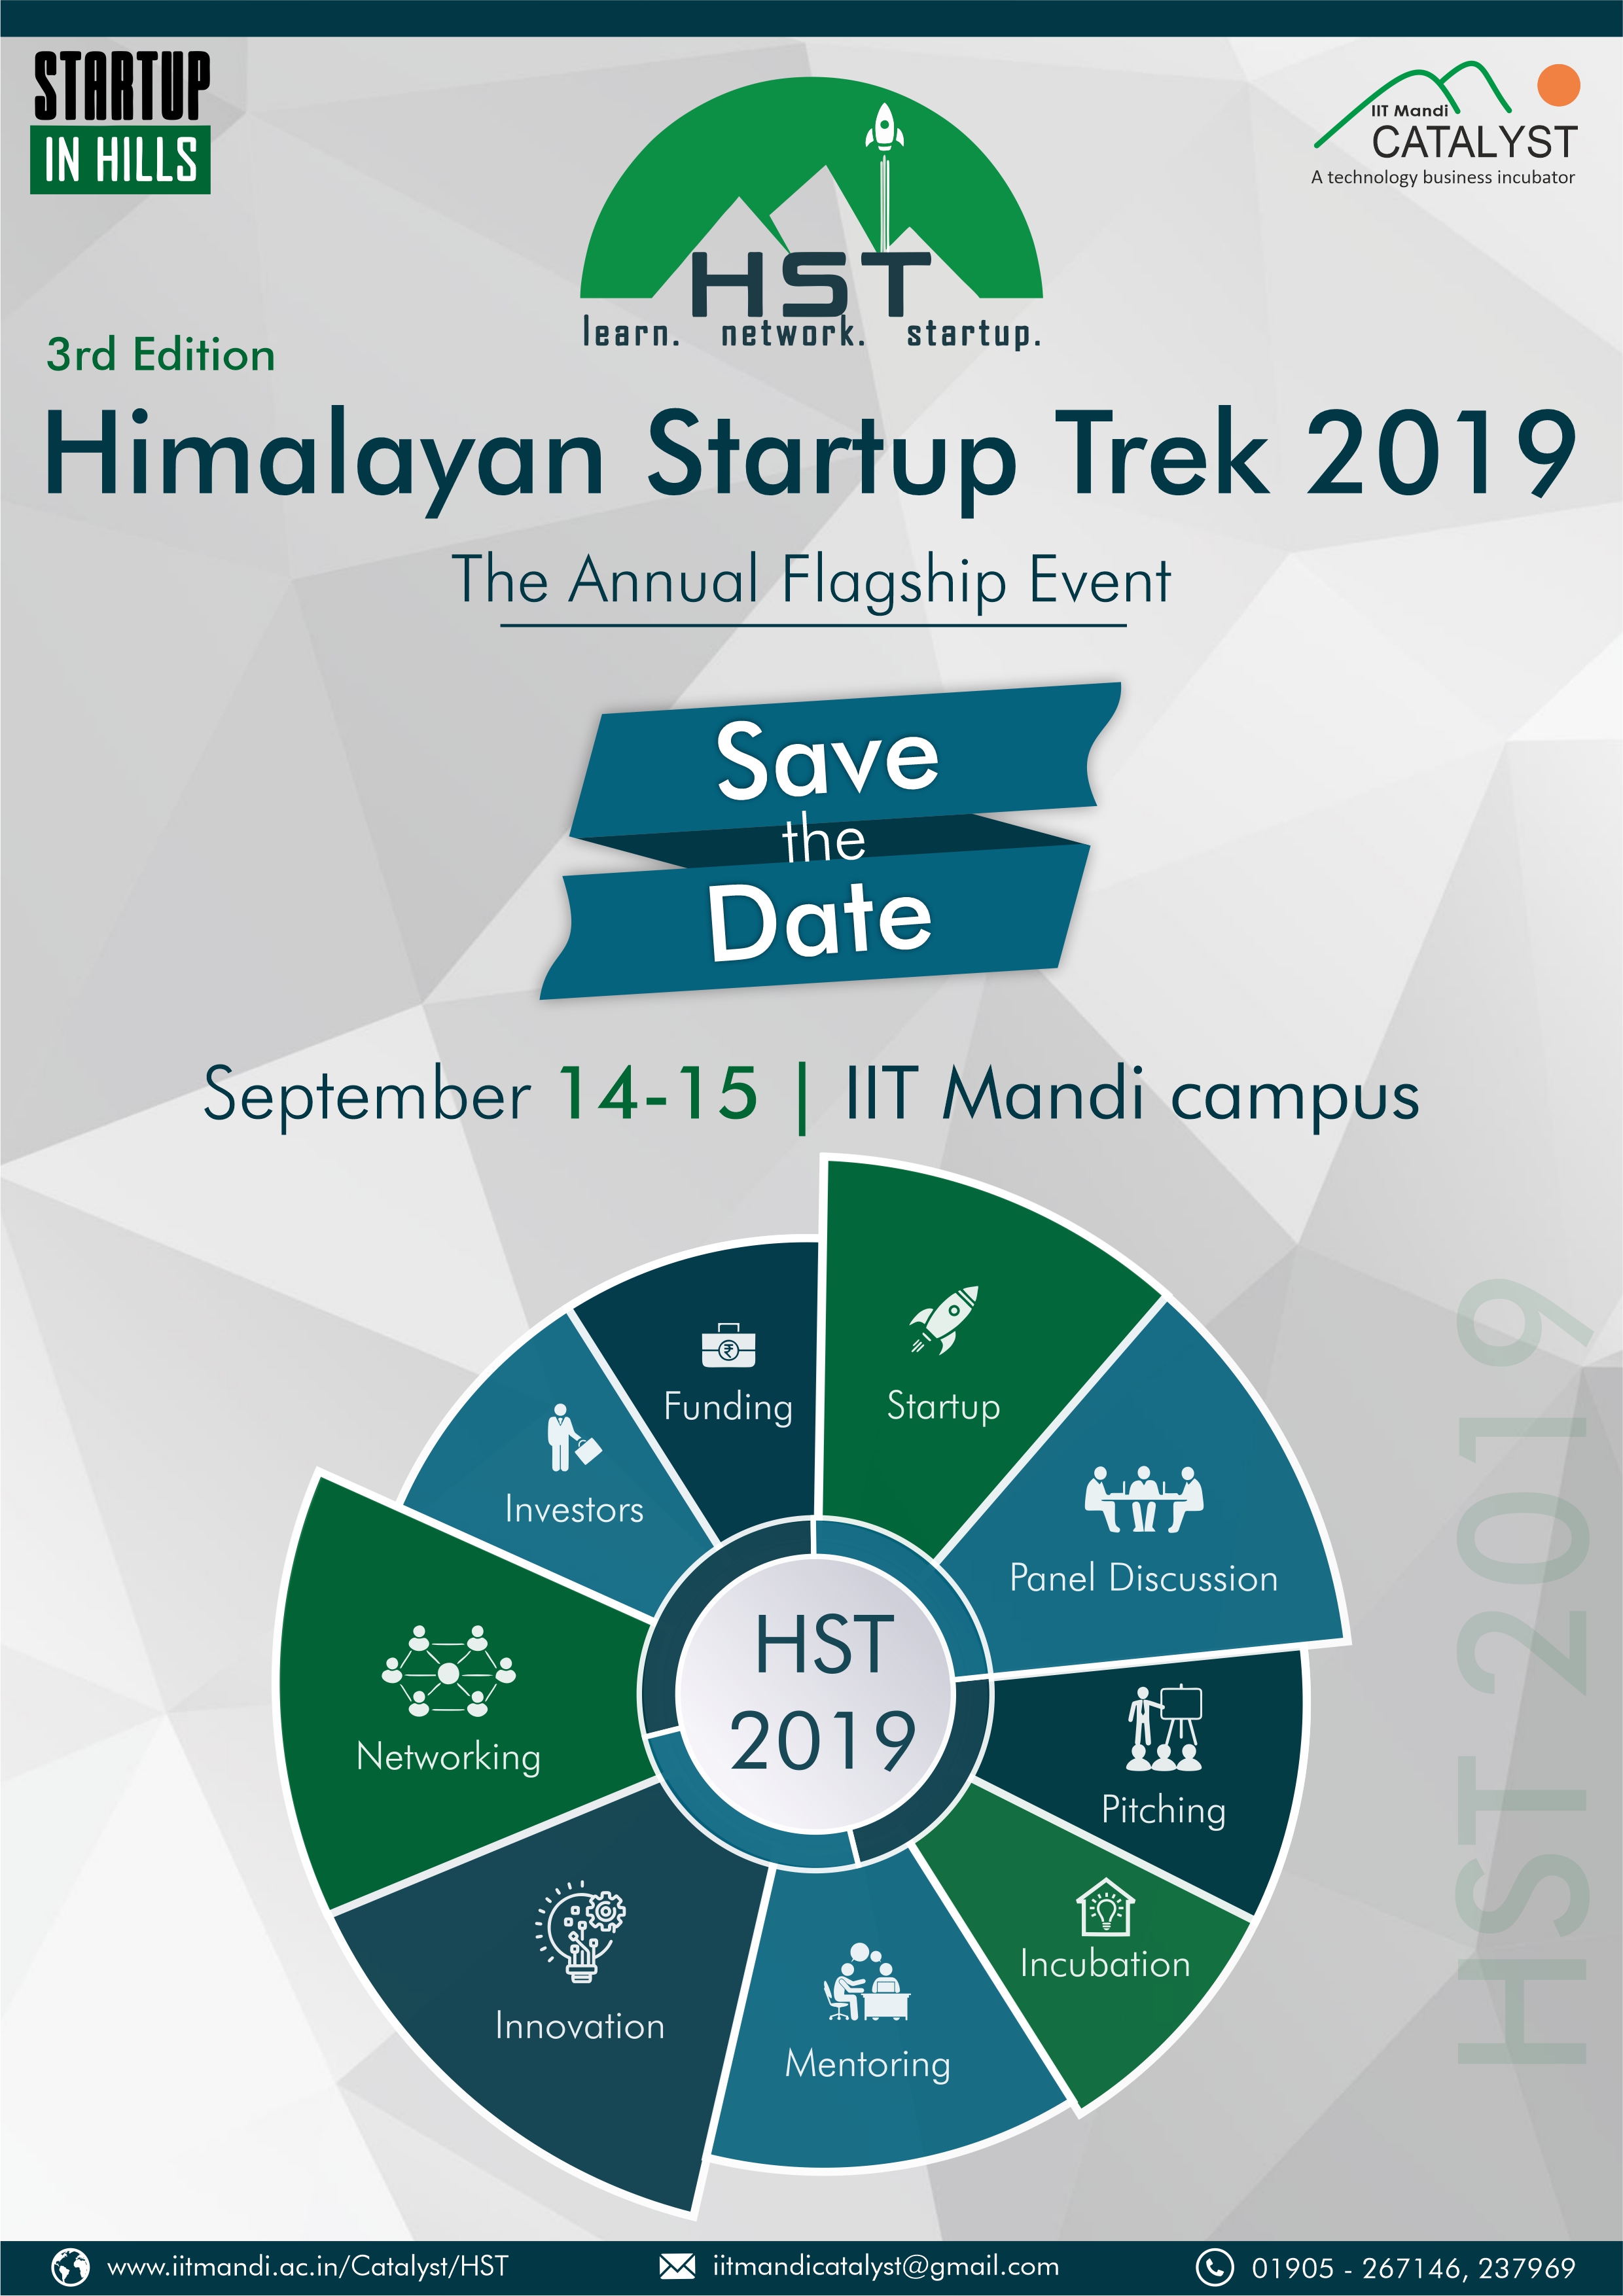 STARTUP
IN HILLS
IIT Mandi
CATALYST
A technology business incubator
HST
learn. network. startup.
3rd Edition
Himalayan Startup Trek 2019
The Annual Flagship Event
Save
the
Date
September 14-15 | IIT Mandi campus
Funding
Startup
Investors
Panel Discussion
HST
2019
Networking
Pitching
Incubation
Innovation
Mentoring
HST 2019
www.iitmandi.ac.in/Catalyst/HST
iitmandicatalyst@gmail.com
01905 - 267146, 237969